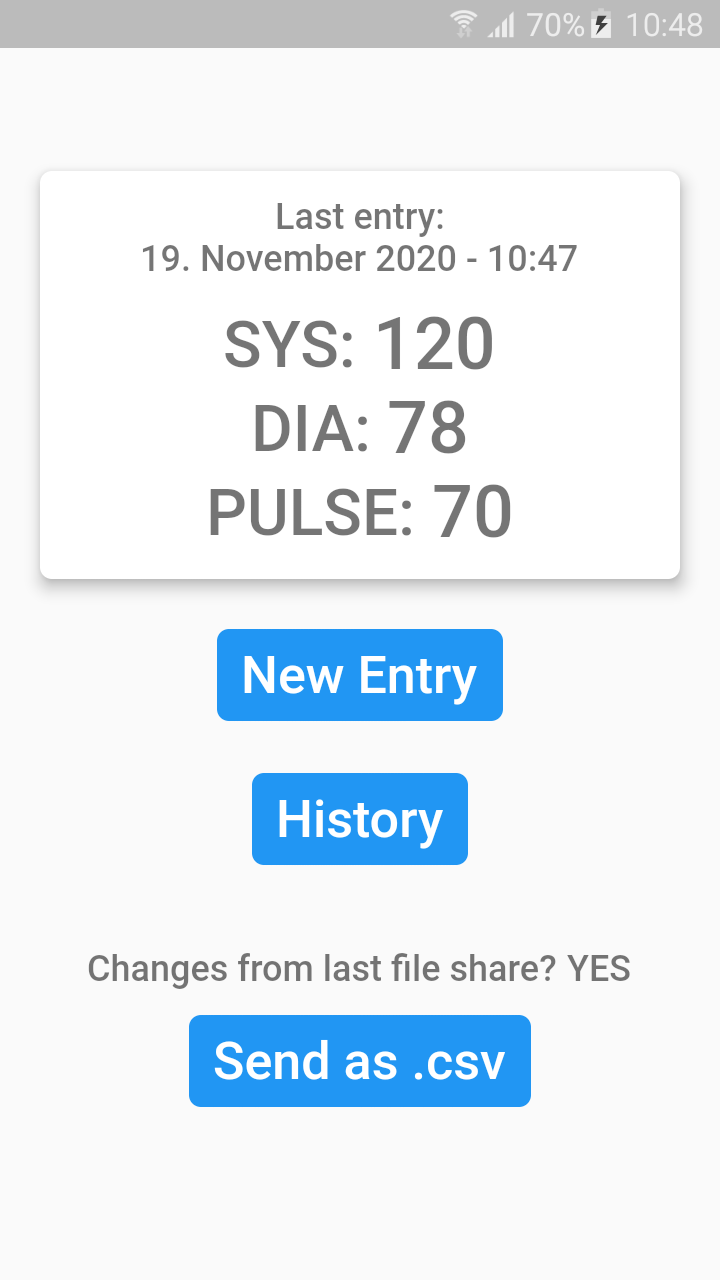 70% 10:48
Last entry:
19. November 2020 - 10:47
SYS: 120
DIA: 78
PULSE: 70
New Entry
History
Changes from last file share? YES
Send as .csv